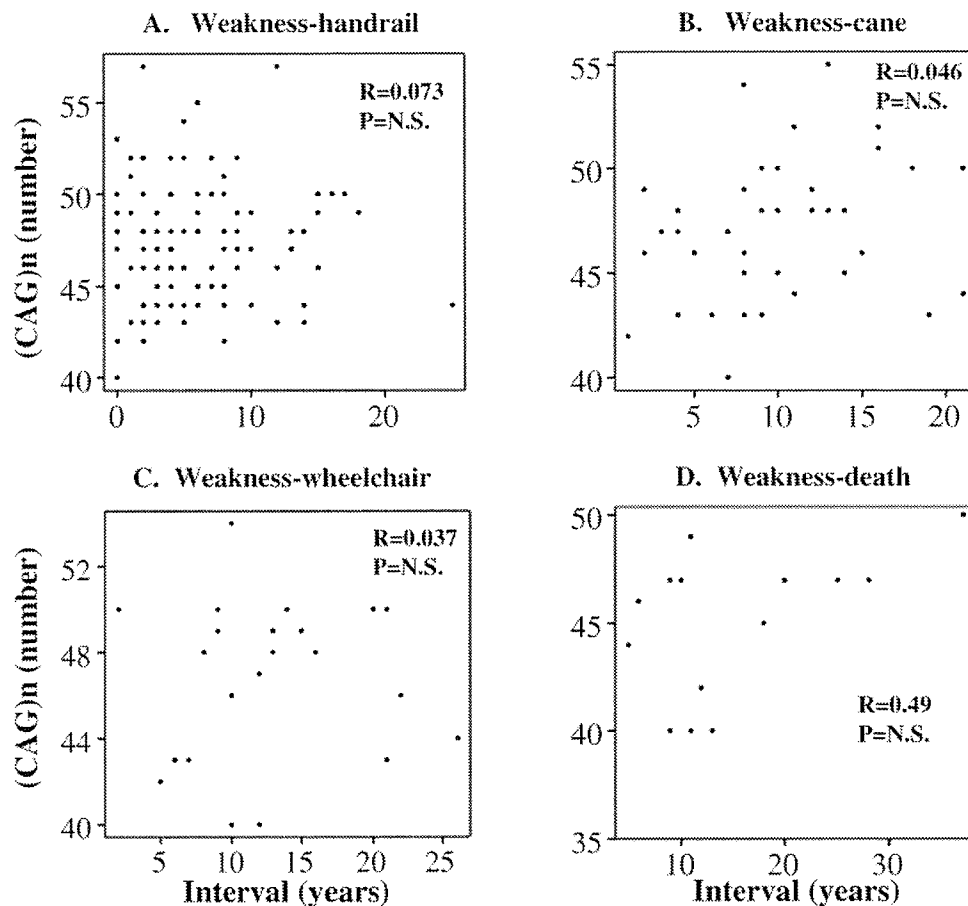 A. Weakness-handrail
R=0.073
P=N.S.
(CAG)n (number)
55
50
45
40
0
10
20
B. Weakness-cane
R=0.046
P=N.S.
55
50
45
40
5
10
15
20
C. Weakness-wheelchair
R=0.037
P=N.S.
(CAG)n (number)
52
48
44
40
5
10
15
20
25
Interval (years)
D. Weakness-death
R=0.49
P=N.S.
50
45
40
35
10
20
30
Interval (years)